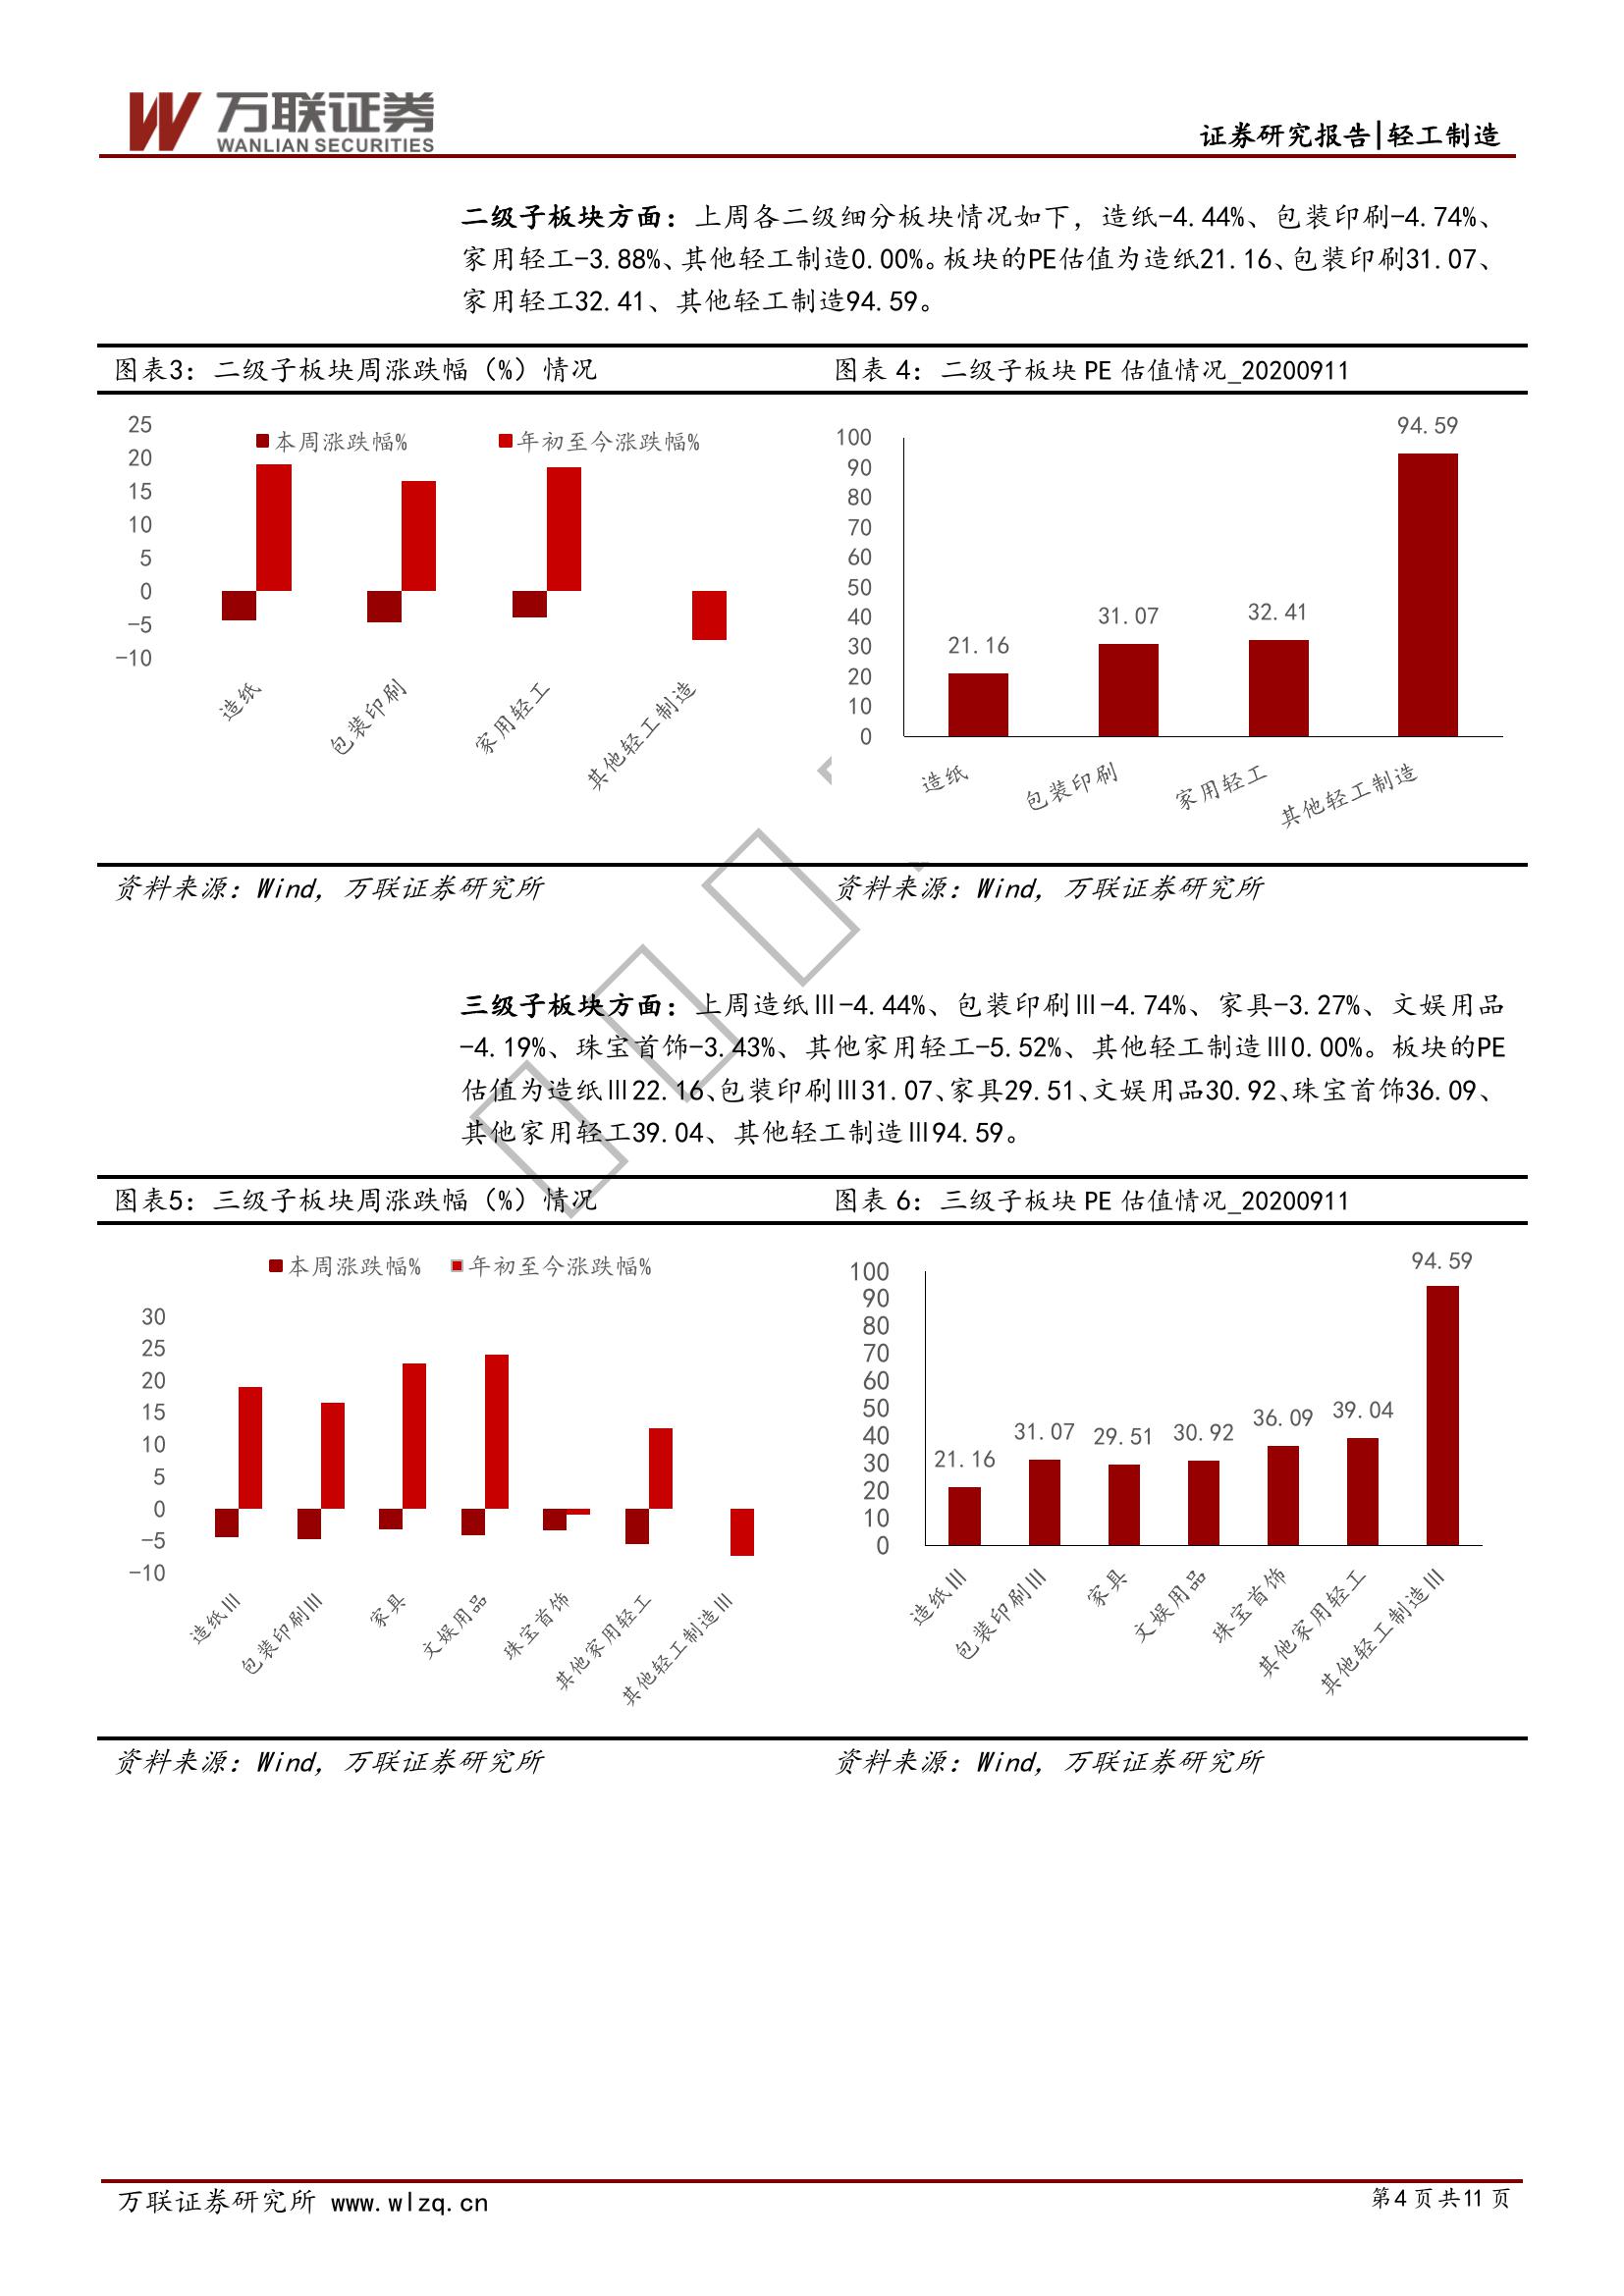 万联证券
WANLIAN SECURITIES
证券研究报告|轻工制造
二级子板块方面：上周各二级细分板块情况如下，造纸-4.44%、包装印刷-4.74%、
家用轻工-3.88%、其他轻工制造0.00%。板块的PE估值为造纸21.16、包装印刷31.07、
家用轻工32.41、其他轻工制造94.59。
图表3：二级子板块周涨跌幅（%）情况
25
20
15
10
5
0
-5
-10
本周涨跌幅%
年初至今涨跌幅%
造纸
包装印刷
家用轻工
其他轻工制造
资料来源：Wind，万联证券研究所
图表 4：二级子板块 PE 估值情况_20200911
100
90
80
70
60
50
40
30
20
10
0
21.16
31.07
32.41
94.59
造纸
包装印刷
家用轻工
其他轻工制造
资料来源：Wind，万联证券研究所
三级子板块方面：上周造纸Ⅲ-4.44%、包装印刷Ⅲ-4.74%、家具-3.27%、文娱用品
-4.19%、珠宝首饰-3.43%、其他家用轻工-5.52%、其他轻工制造Ⅲ0.00%。板块的PE
估值为造纸Ⅲ22.16、包装印刷Ⅲ31.07、家具29.51、文娱用品30.92、珠宝首饰36.09、
其他家用轻工39.04、其他轻工制造Ⅲ94.59。
图表5：三级子板块周涨跌幅（%）情况
本周涨跌幅%
年初至今涨跌幅%
30
25
20
15
10
5
0
-5
-10
造纸Ⅲ
包装印刷Ⅲ
家具
文娱用品
珠宝首饰
其他家用轻工
其他轻工制造Ⅲ
资料来源：Wind，万联证券研究所
图表 6：三级子板块 PE 估值情况_20200911
100
90
80
70
60
50
40
30
20
10
0
21.16
31.07
29.51
30.92
36.09
39.04
94.59
造纸Ⅲ
包装印刷Ⅲ
家具
文娱用品
珠宝首饰
其他家用轻工
其他轻工制造Ⅲ
资料来源：Wind，万联证券研究所
万联证券研究所 www.wlzq.cn
第4页共11页